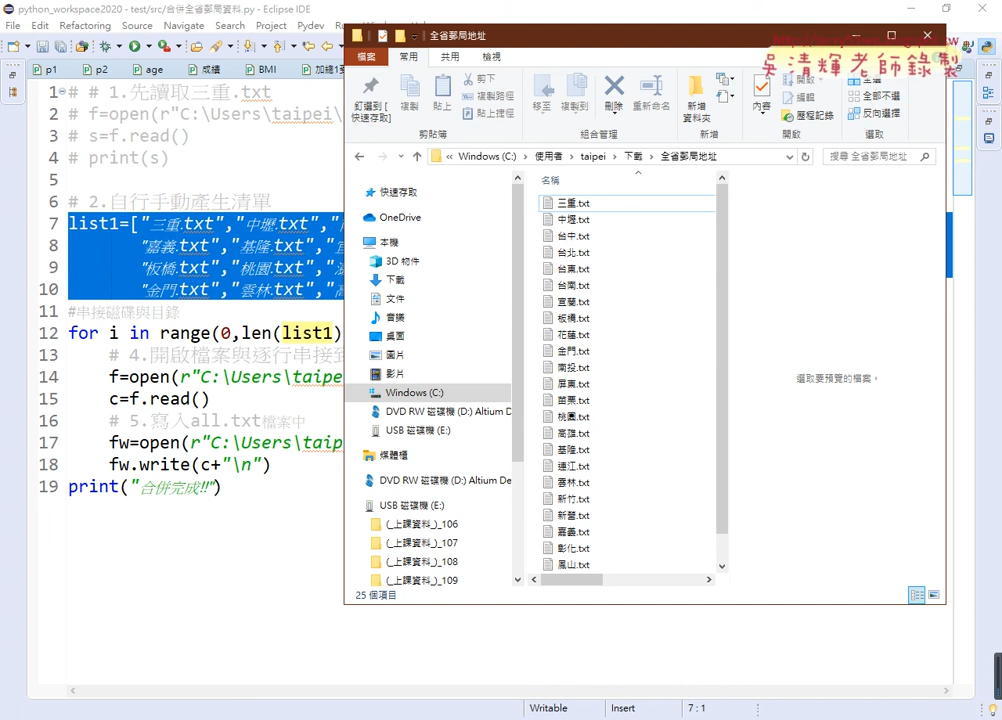 python_workspace2020 - test/src/合併全省郵局資料.py - Eclipse IDE
File Edit Refactoring Source Navigate Search Project Pydev
p1 p2 age 成績 BMI
1 # # 1.先讀取三重.txt
2 # f=open(r"C:\Users\taipei\
3 # s=f.read()
4 # print(s)
5
6 # 2.自行手動產生清單
7 list1=["三重.txt","中壢.txt","
8 "嘉義.txt","基隆.txt","
9 "板橋.txt","桃園.txt","
10 "金門.txt","雲林.txt","
11 #串接磁碟與目錄
12 for i in range(0,len(list1)
13 # 4.開啟檔案與逐行串接到
14 f=open(r"C:\Users\taipe
15 c=f.read()
16 # 5.寫入all.txt檔案中
17 fw=open(r"C:\Users\taip
18 fw.write(c+"\n")
19 print("合併完成!!")
Writable Insert 7 : 1
全省郵局地址
吳清輝老師錄製
檔案 常用 共用 檢視
釘選到 [快速存取]
複製
貼上
剪下
複製路徑
貼上捷徑
剪貼簿
移至 複製到 刪除 重新命名
組合管理
新增資料夾
新增
內容
編輯
歷程記錄
開啟
全部不選
反向選擇
選取
« Windows (C:) › 使用者 › taipei › 下載 › 全省郵局地址
搜尋 全省郵局地址
快速存取
OneDrive
本機
3D 物件
下載
文件
音樂
桌面
圖片
影片
Windows (C:)
DVD RW 磁碟機 (D:) Altium D
USB 磁碟機 (E:)
媒體櫃
DVD RW 磁碟機 (D:) Altium De
USB 磁碟機 (E:)
(_上課資料_)_106
(_上課資料_)_107
(_上課資料_)_108
(_上課資料_)_109
名稱
三重.txt
中壢.txt
台中.txt
台北.txt
台東.txt
台南.txt
宜蘭.txt
板橋.txt
花蓮.txt
金門.txt
南投.txt
屏東.txt
苗栗.txt
桃園.txt
高雄.txt
基隆.txt
連江.txt
雲林.txt
新竹.txt
新營.txt
嘉義.txt
彰化.txt
鳳山.txt
選取要預覽的檔案。
25 個項目